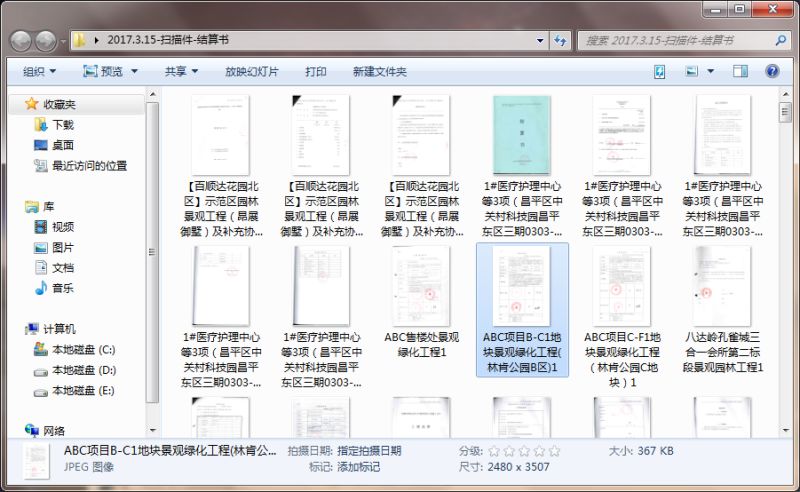 2017.3.15-扫描件-结算书
搜索 2017.3.15-扫描件-结算书
组织 预览 共享 放映幻灯片 打印 新建文件夹
收藏夹
下载
桌面
最近访问的位置
库
视频
图片
文档
音乐
计算机
本地磁盘 (C:)
本地磁盘 (D:)
本地磁盘 (E:)
网络
【百顺达花园北
区】示范区园林
景观工程（昂展
御墅）及补充协...
【百顺达花园北
区】示范区园林
景观工程（昂展
御墅）及补充协...
【百顺达花园北
区】示范区园林
景观工程（昂展
御墅）及补充协...
1#医疗护理中心
等3项（昌平区中
关村科技园昌平
东区三期0303-...
1#医疗护理中心
等3项（昌平区中
关村科技园昌平
东区三期0303-...
1#医疗护理中心
等3项（昌平区中
关村科技园昌平
东区三期0303-...
1#医疗护理中心
等3项（昌平区中
关村科技园昌平
东区三期0303-...
1#医疗护理中心
等3项（昌平区中
关村科技园昌平
东区三期0303-...
ABC售楼处景观
绿化工程1
ABC项目B-C1地
块景观绿化工程(
林肯公园B区)1
ABC项目C-F1地
块景观绿化工程
（林肯公园C地
块）1
八达岭孔雀城三
合一会所第二标
段景观园林工程1
ABC项目B-C1地块景观绿化工程(林肯公...
JPEG 图像
拍摄日期: 指定拍摄日期
标记: 添加标记
分级:
尺寸: 2480 x 3507
大小: 367 KB